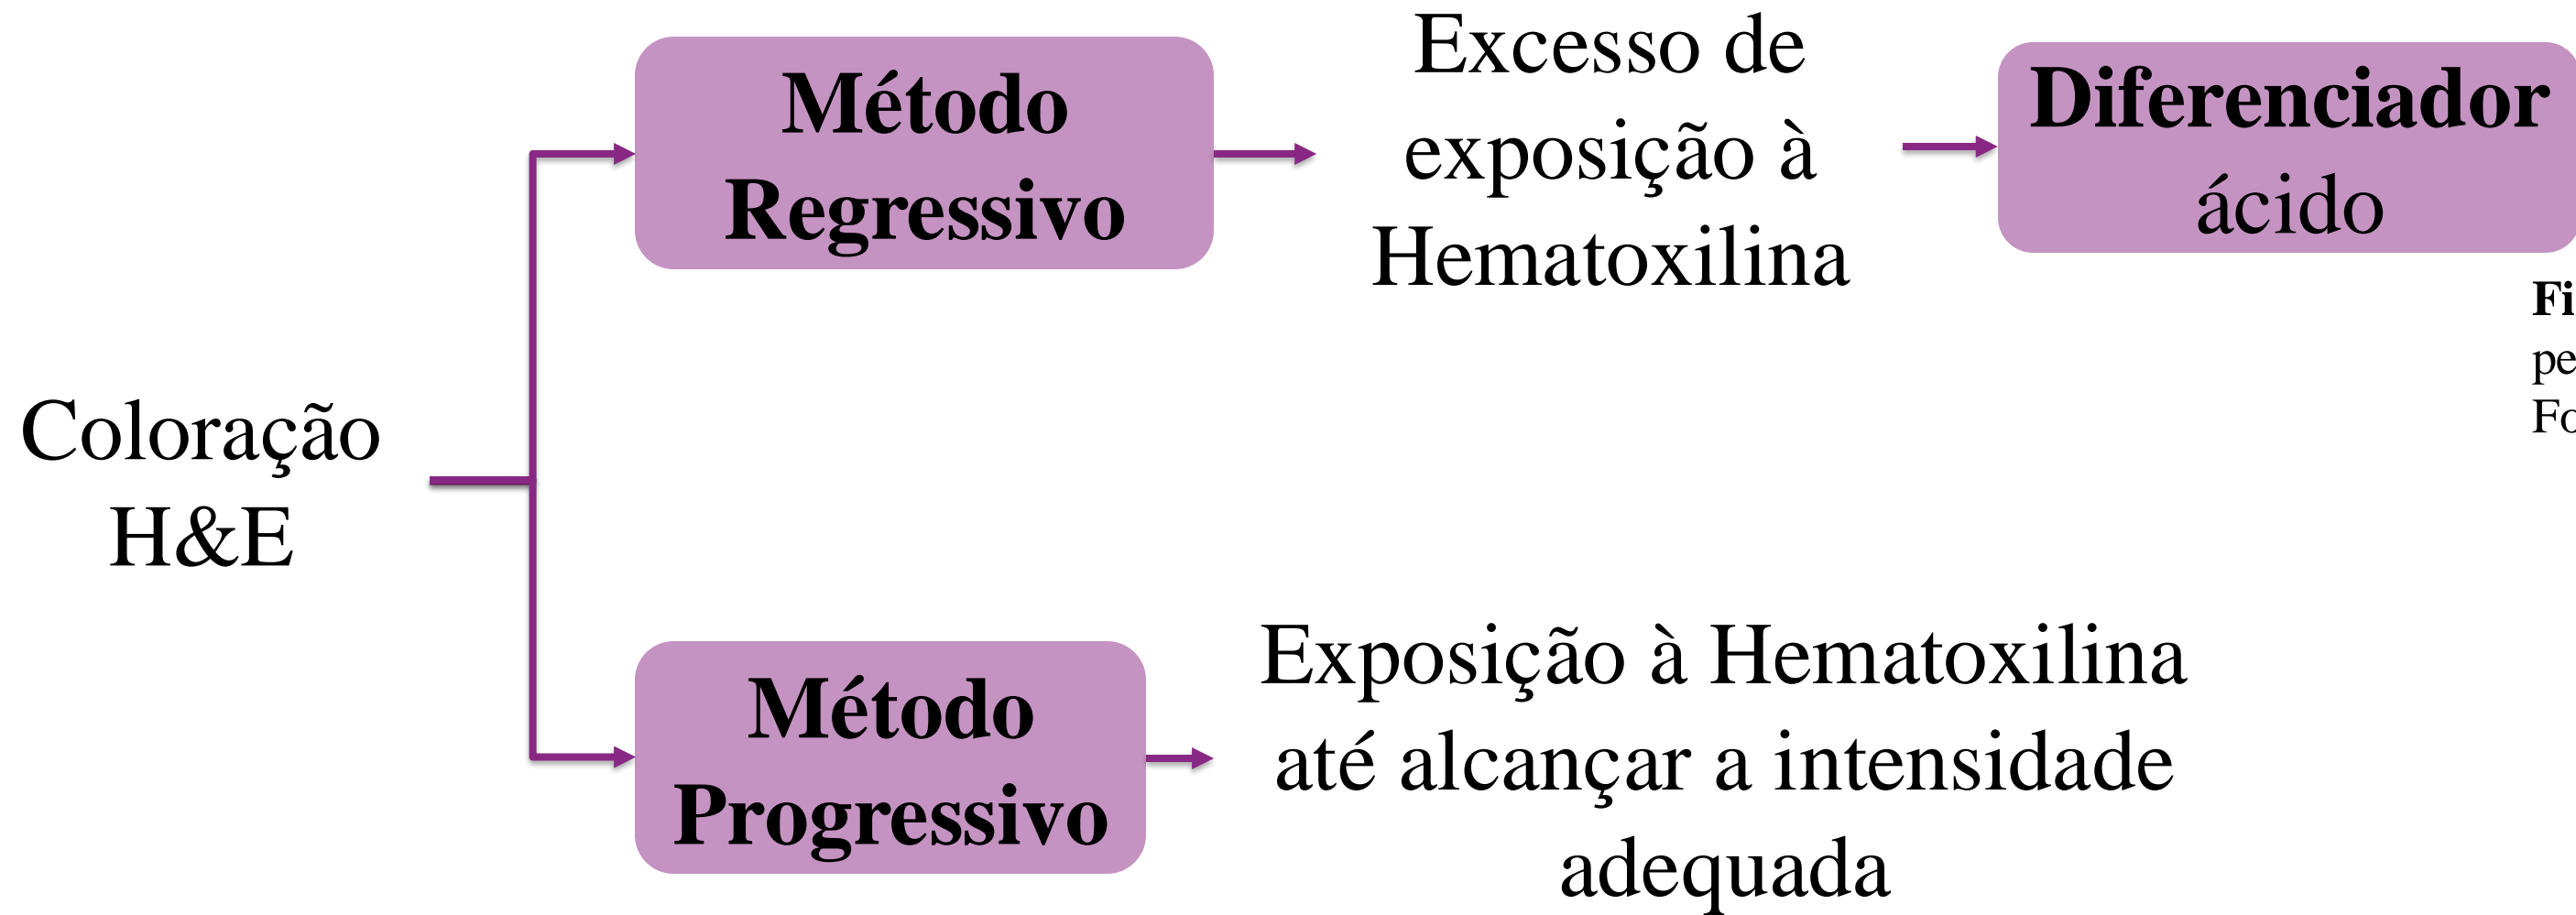 Coloração
H&E
Método
Regressivo
Excesso de
exposição à
Hematoxilina
Diferenciador
ácido
Método
Progressivo
Exposição à Hematoxilina
até alcançar a intensidade
adequada